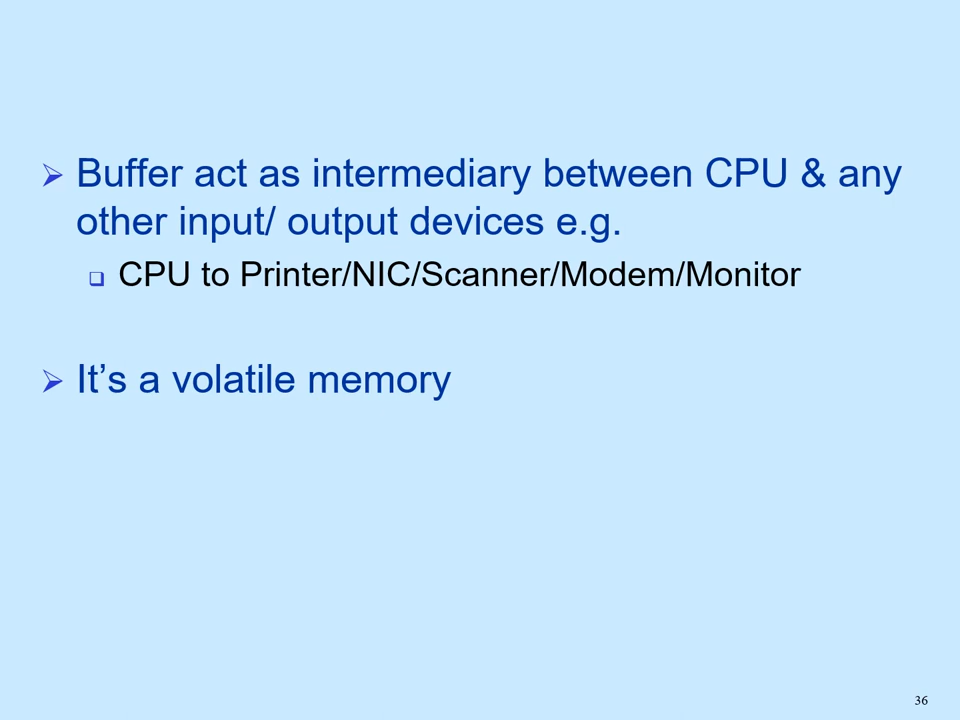 Buffer act as intermediary between CPU & any
other input/ output devices e.g.
CPU to Printer/NIC/Scanner/Modem/Monitor
It’s a volatile memory
36